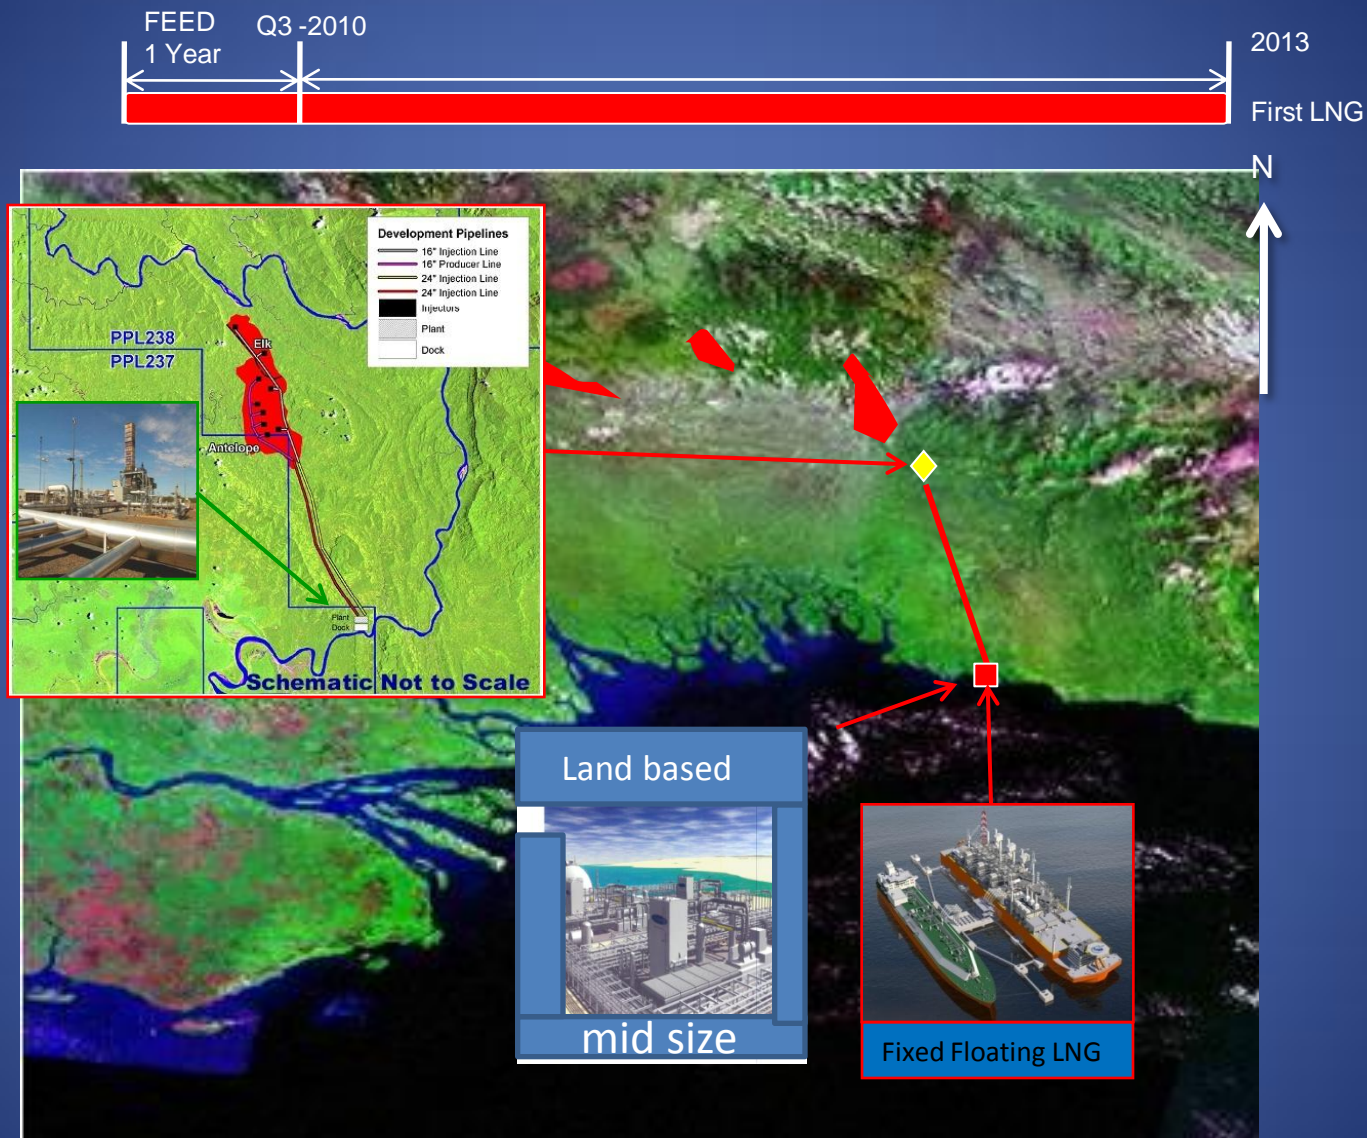 FEED
1 Year
Q3 -2010
2013
First LNG
N
Development Pipelines
16" Injection Line
16" Producer Line
24" Injection Line
24" Injection Line
Injectors
Plant
Dock
PPL238
PPL237
Elk
Antelope
Plant
Dock
Schematic Not to Scale
Land based
mid size
Fixed Floating LNG